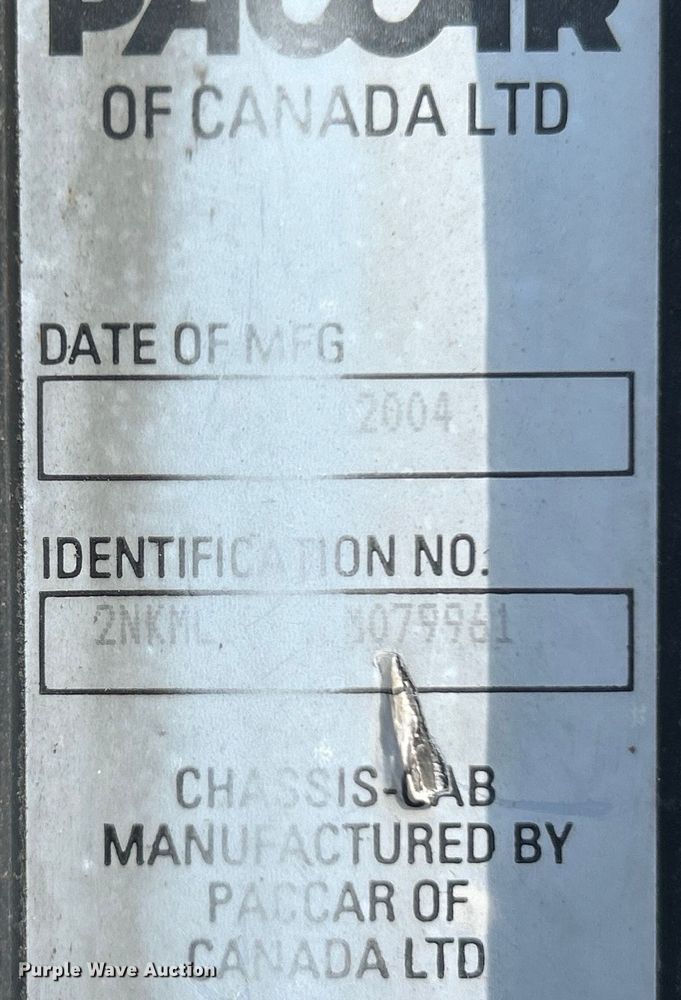 PACCAR
OF CANADA LTD
DATE OF MFG
2004
IDENTIFICATION NO.
CHASSIS-CAB
MANUFACTURED BY
PACCAR OF
CANADA LTD
Purple Wave Auction